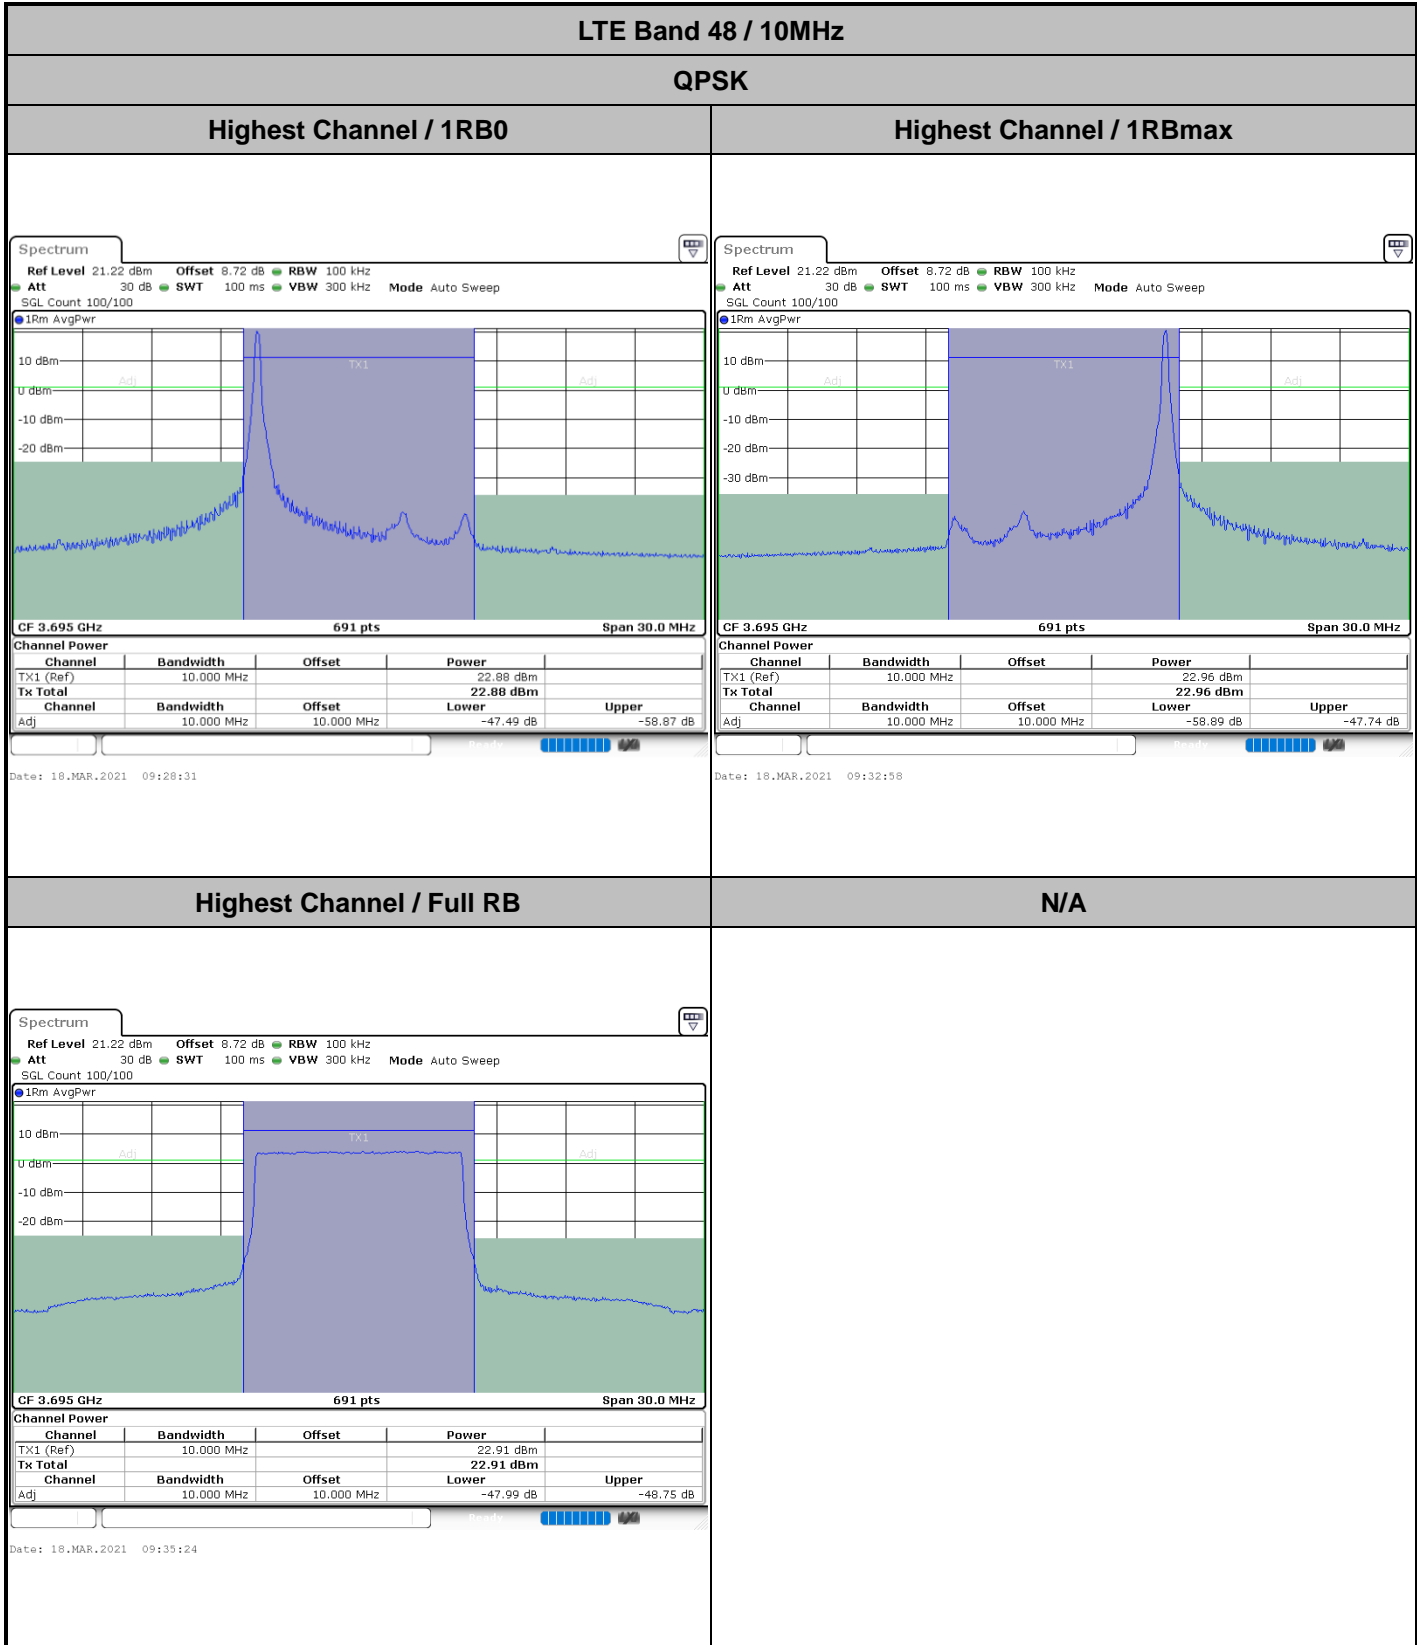 LTE Band 48 / 10MHz
QPSK
Highest Channel / 1RB0
Highest Channel / 1RBmax
Spectrum
Ref Level 21.22 dBm Offset 8.72 dB RBW 100 kHz
Att 30 dB SWT 100 ms VBW 300 kHz Mode Auto Sweep
SGL Count 100/100
1Rm AvgPwr
10 dBm
0 dBm
-10 dBm
-20 dBm
Adj
TX1
Adj
CF 3.695 GHz 691 pts Span 30.0 MHz
Channel Power
Channel Bandwidth Offset Power
TX1 (Ref) 10.000 MHz 22.88 dBm
Tx Total 22.88 dBm
Channel Bandwidth Offset Lower Upper
Adj 10.000 MHz 10.000 MHz -47.49 dB -58.87 dB
Ready
Date: 18.MAR.2021 09:28:31
Spectrum
Ref Level 21.22 dBm Offset 8.72 dB RBW 100 kHz
Att 30 dB SWT 100 ms VBW 300 kHz Mode Auto Sweep
SGL Count 100/100
1Rm AvgPwr
10 dBm
0 dBm
-10 dBm
-20 dBm
-30 dBm
Adj
TX1
Adj
CF 3.695 GHz 691 pts Span 30.0 MHz
Channel Power
Channel Bandwidth Offset Power
TX1 (Ref) 10.000 MHz 22.96 dBm
Tx Total 22.96 dBm
Channel Bandwidth Offset Lower Upper
Adj 10.000 MHz 10.000 MHz -58.89 dB -47.74 dB
Ready
Date: 18.MAR.2021 09:32:58
Highest Channel / Full RB
N/A
Spectrum
Ref Level 21.22 dBm Offset 8.72 dB RBW 100 kHz
Att 30 dB SWT 100 ms VBW 300 kHz Mode Auto Sweep
SGL Count 100/100
1Rm AvgPwr
10 dBm
0 dBm
-10 dBm
-20 dBm
Adj
TX1
Adj
CF 3.695 GHz 691 pts Span 30.0 MHz
Channel Power
Channel Bandwidth Offset Power
TX1 (Ref) 10.000 MHz 22.91 dBm
Tx Total 22.91 dBm
Channel Bandwidth Offset Lower Upper
Adj 10.000 MHz 10.000 MHz -47.99 dB -48.75 dB
Ready
Date: 18.MAR.2021 09:35:24